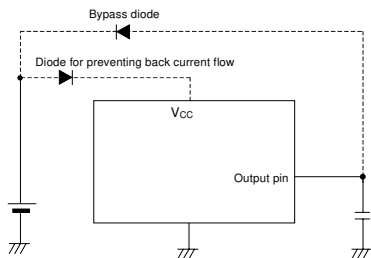 Bypass diode
Diode for preventing back current flow
VCC
Output pin